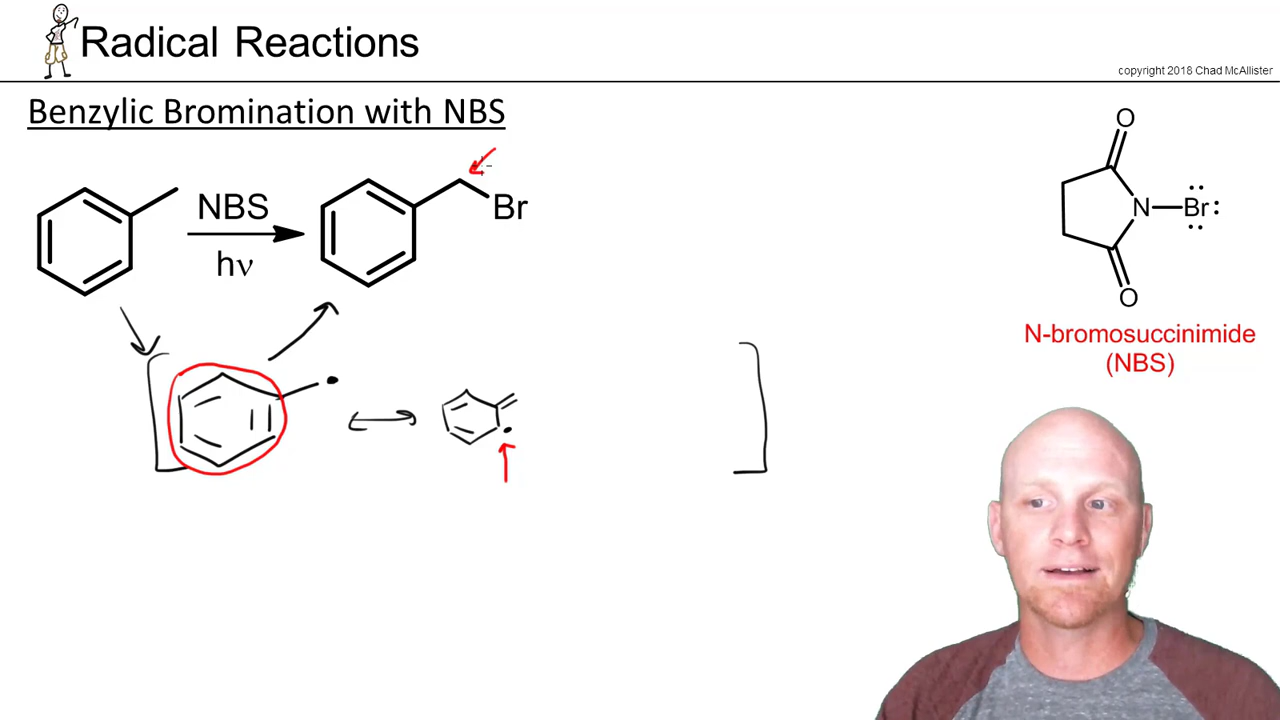 Radical Reactions
copyright 2018 Chad McAllister
Benzylic Bromination with NBS
NBS
hν
Br
O
N
Br
O
N-bromosuccinimide
(NBS)